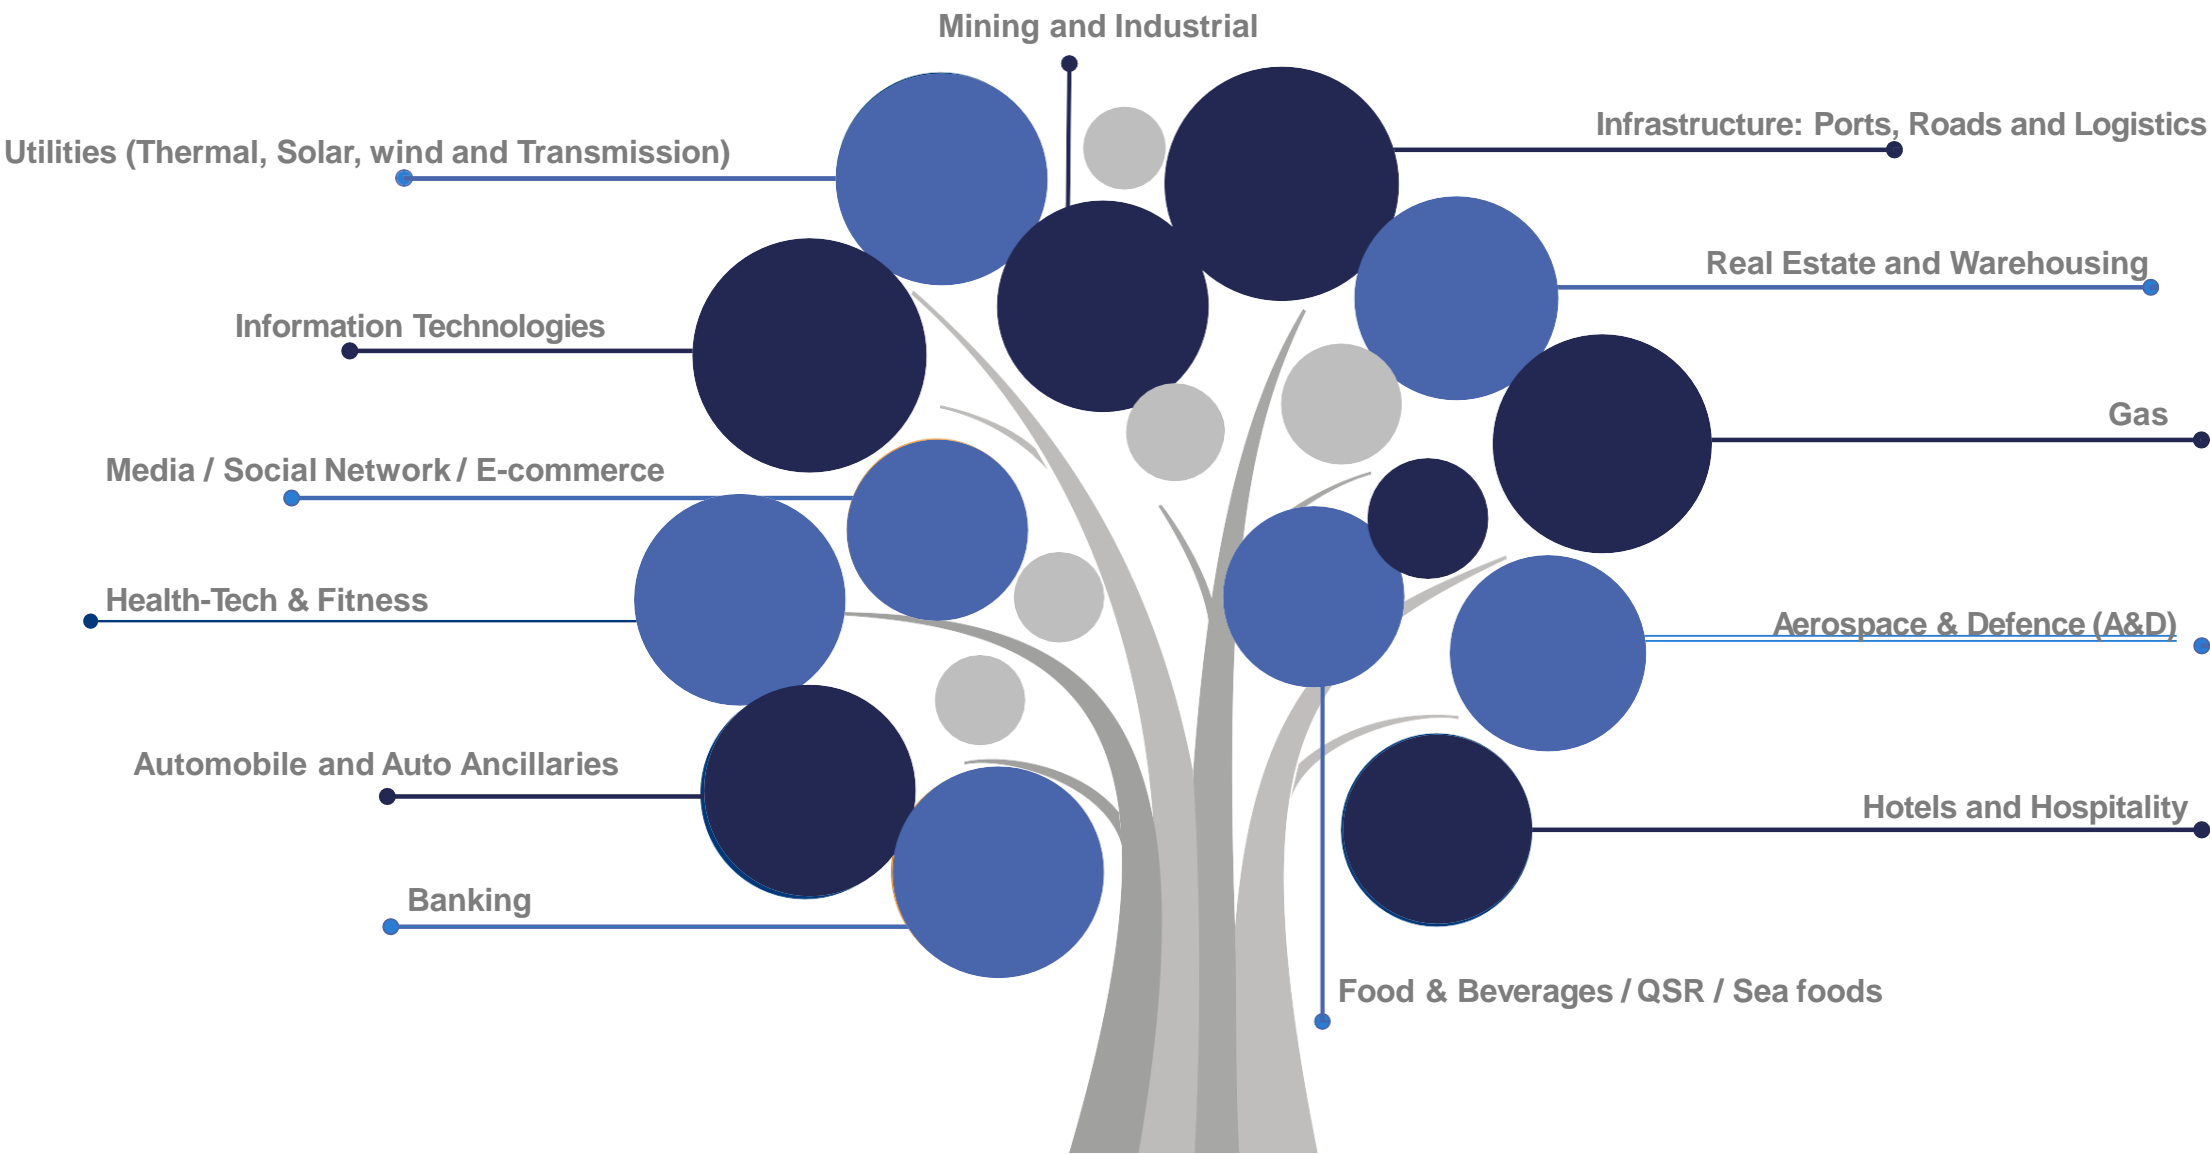 Mining and Industrial
Infrastructure: Ports, Roads and Logistics
Utilities (Thermal, Solar, wind and Transmission)
Real Estate and Warehousing
Information Technologies
Gas
Media / Social Network / E-commerce
Health-Tech & Fitness
Aerospace & Defence (A&D)
Automobile and Auto Ancillaries
Hotels and Hospitality
Banking
Food & Beverages / QSR / Sea foods